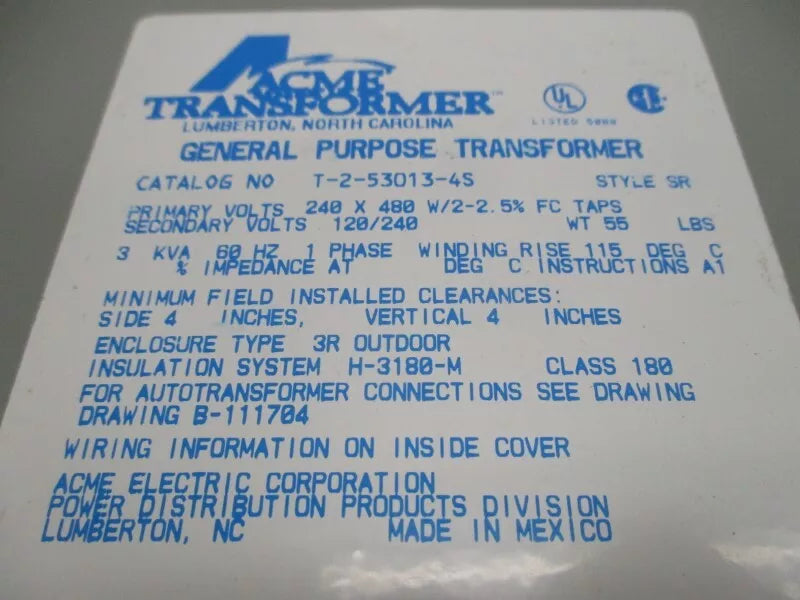 ACME
TRANSFORMER™
LUMBERTON, NORTH CAROLINA
UL
LISTED 500U
GENERAL PURPOSE TRANSFORMER
CATALOG NO T-2-53013-4S STYLE SR
PRIMARY VOLTS 240 X 480 W/2-2.5% FC TAPS
SECONDARY VOLTS 120/240 WT 55 LBS
3 KVA 60 HZ 1 PHASE WINDING RISE 115 DEG C
% IMPEDANCE AT DEG C INSTRUCTIONS A1
MINIMUM FIELD INSTALLED CLEARANCES:
SIDE 4 INCHES, VERTICAL 4 INCHES
ENCLOSURE TYPE 3R OUTDOOR
INSULATION SYSTEM H-3180-M CLASS 180
FOR AUTOTRANSFORMER CONNECTIONS SEE DRAWING
DRAWING B-111704
WIRING INFORMATION ON INSIDE COVER
ACME ELECTRIC CORPORATION
POWER DISTRIBUTION PRODUCTS DIVISION
LUMBERTON, NC MADE IN MEXICO